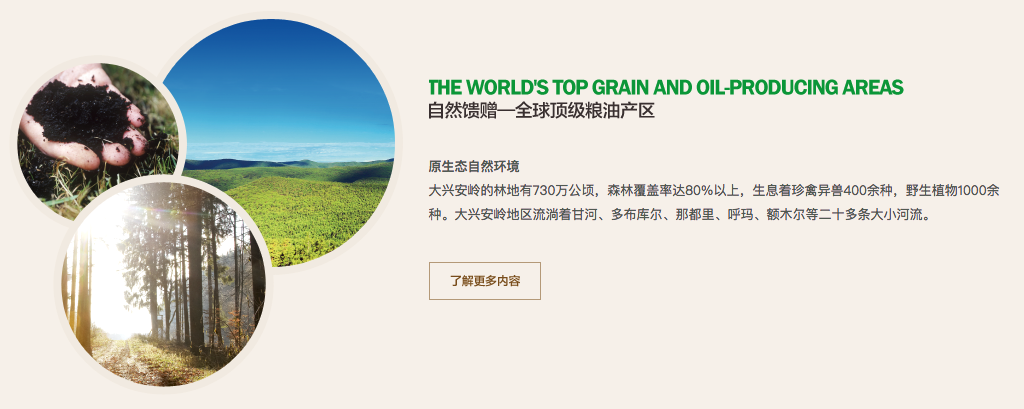 THE WORLD'S TOP GRAIN AND OIL-PRODUCING AREAS
自然馈赠—全球顶级粮油产区
原生态自然环境
大兴安岭的林地有730万公顷，森林覆盖率达80%以上，生息着珍禽异兽400余种，野生植物1000余
种。大兴安岭地区流淌着甘河、多布库尔、那都里、呼玛、额木尔等二十多条大小河流。
了解更多内容